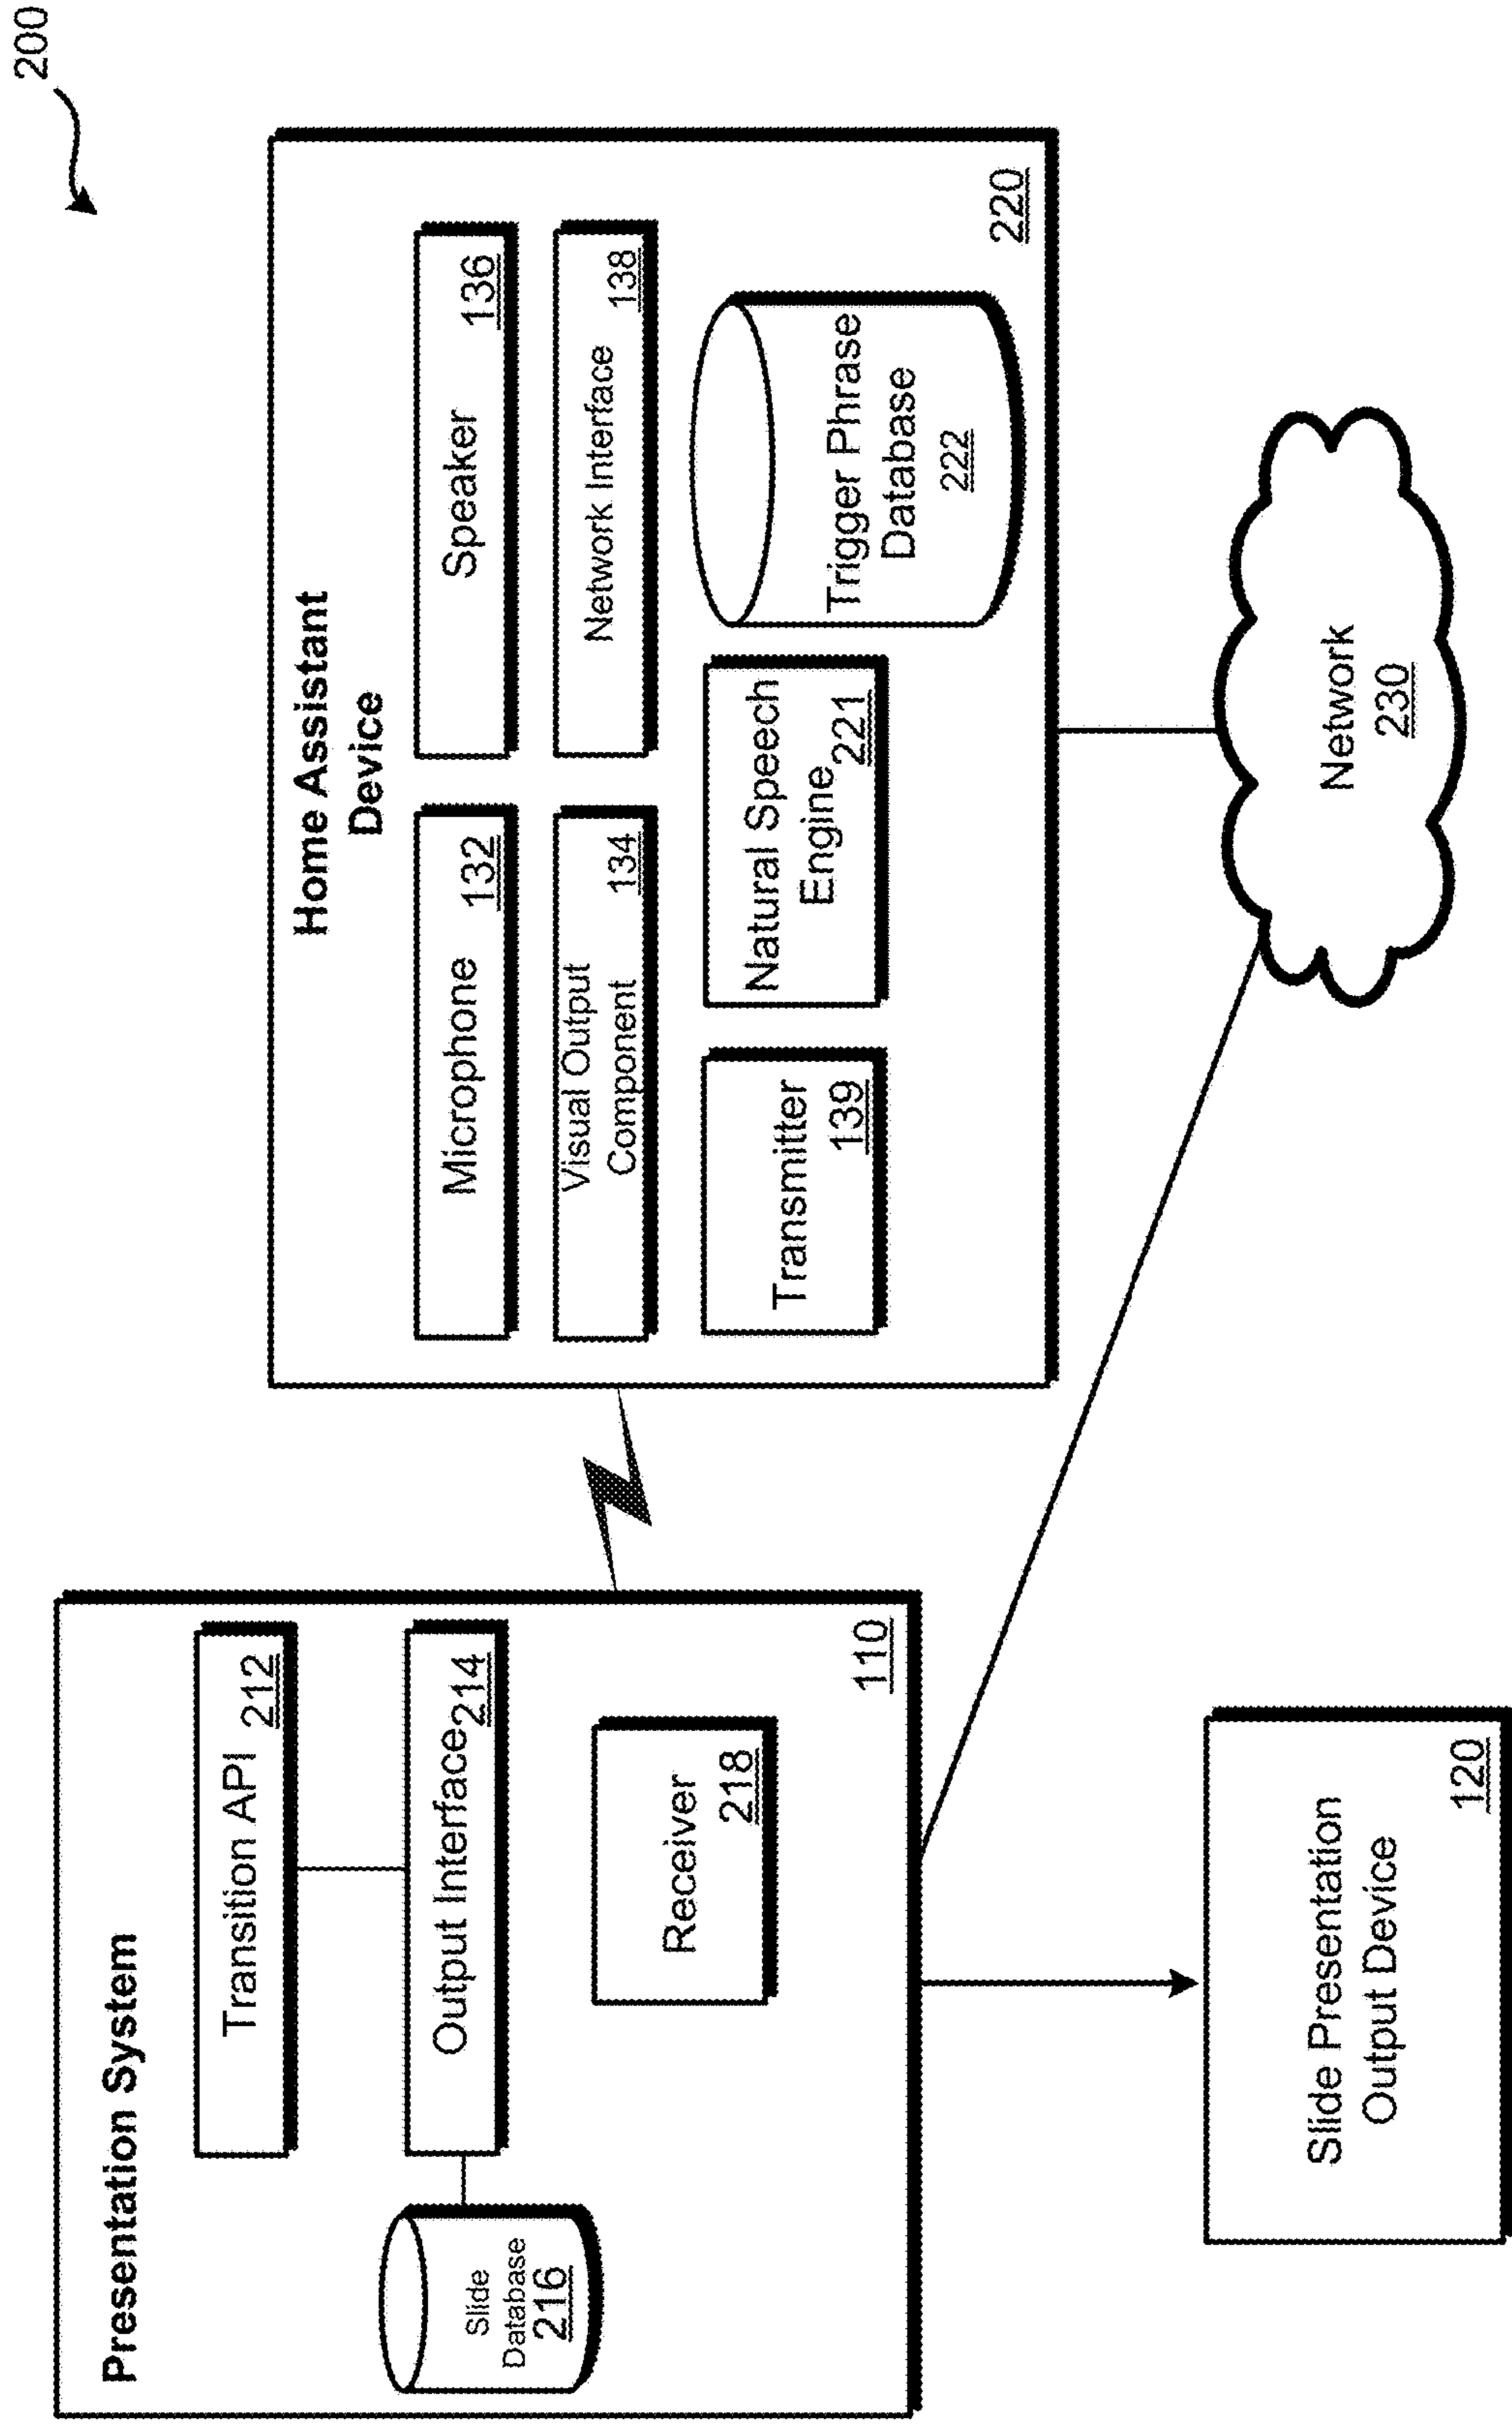 200
Presentation System
Transition API 212
Output Interface 214
Slide
Database
216
Receiver
218
110
Home Assistant
Device
Microphone 132
Speaker 136
Visual Output
Component 134
Network Interface 138
Transmitter
139
Natural Speech
Engine 221
Trigger Phrase
Database
222
220
Slide Presentation
Output Device
120
Network
230